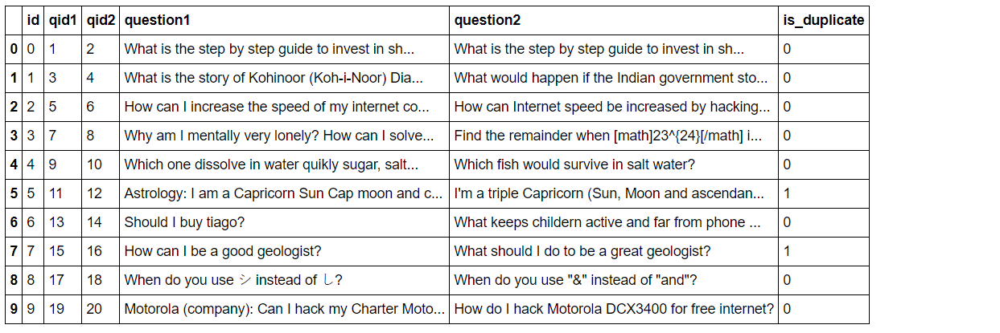 id qid1 qid2 question1 question2 is_duplicate
0 0 1 2 What is the step by step guide to invest in sh... What is the step by step guide to invest in sh... 0
1 1 3 4 What is the story of Kohinoor (Koh-i-Noor) Dia... What would happen if the Indian government sto... 0
2 2 5 6 How can I increase the speed of my internet co... How can Internet speed be increased by hacking... 0
3 3 7 8 Why am I mentally very lonely? How can I solve... Find the remainder when [math]23^{24}[/math] i... 0
4 4 9 10 Which one dissolve in water quikly sugar, salt... Which fish would survive in salt water? 0
5 5 11 12 Astrology: I am a Capricorn Sun Cap moon and c... I'm a triple Capricorn (Sun, Moon and ascendan... 1
6 6 13 14 Should I buy tiago? What keeps childern active and far from phone ... 0
7 7 15 16 How can I be a good geologist? What should I do to be a great geologist? 1
8 8 17 18 When do you use シ instead of し? When do you use "&" instead of "and"? 0
9 9 19 20 Motorola (company): Can I hack my Charter Moto... How do I hack Motorola DCX3400 for free internet? 0